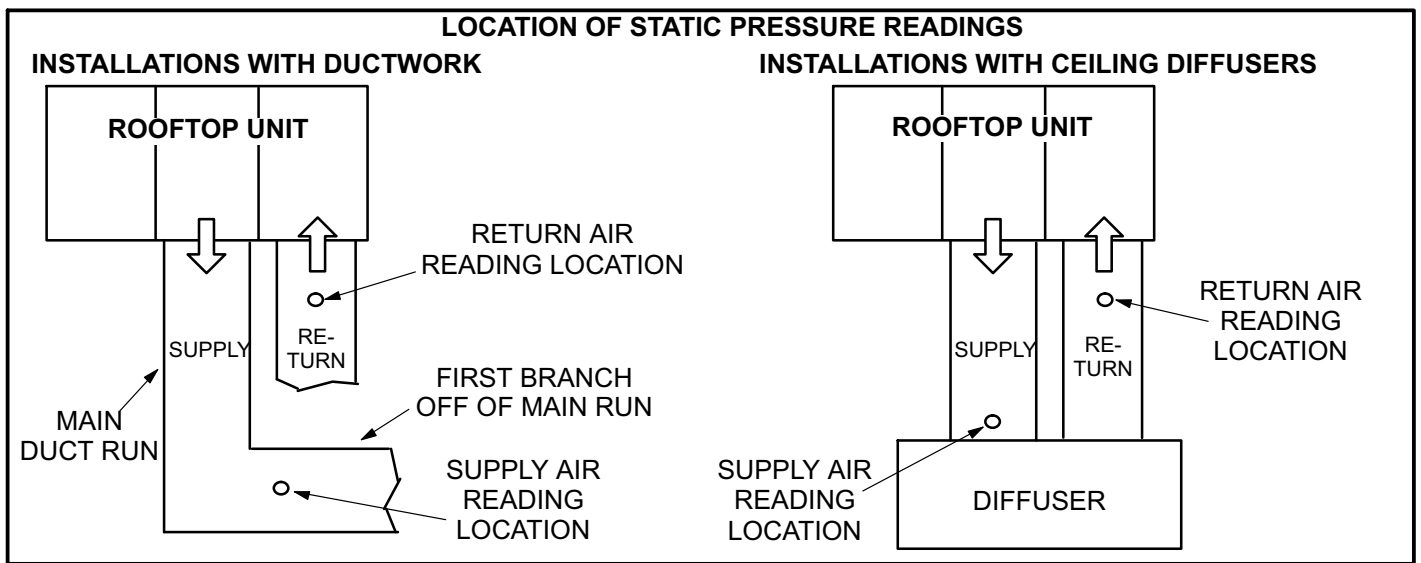 LOCATION OF STATIC PRESSURE READINGS
INSTALLATIONS WITH DUCTWORK
ROOFTOP UNIT
RETURN AIR
READING LOCATION
SUPPLY
RE-
TURN
FIRST BRANCH
OFF OF MAIN RUN
MAIN
DUCT RUN
SUPPLY AIR
READING
LOCATION
INSTALLATIONS WITH CEILING DIFFUSERS
ROOFTOP UNIT
RETURN AIR
READING
LOCATION
SUPPLY
RE-
TURN
SUPPLY AIR
READING
LOCATION
DIFFUSER